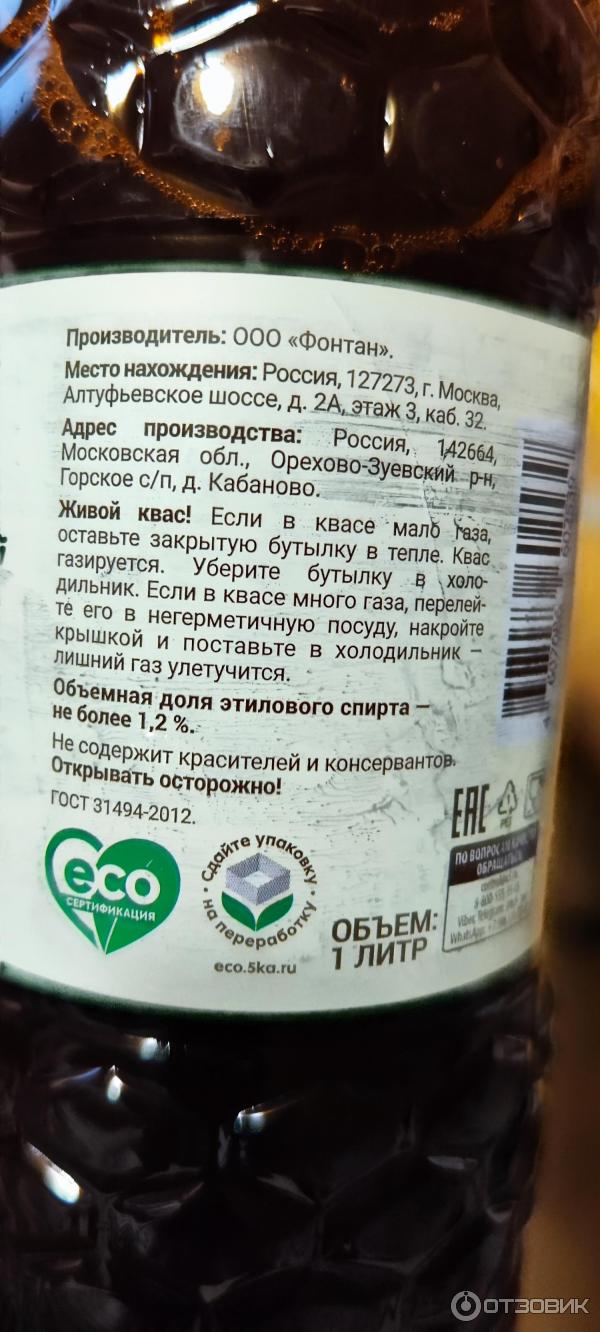 Производитель: ООО «Фонтан».
Место нахождения: Россия, 127273, г. Москва,
Алтуфьевское шоссе, д. 2А, этаж 3, каб. 32.
Адрес производства: Россия, 142664,
Московская обл., Орехово-Зуевский р-н,
Горское с/п, д. Кабаново.
Живой квас! Если в квасе мало газа,
оставьте закрытую бутылку в тепле. Квас
газируется. Уберите бутылку в холо-
дильник. Если в квасе много газа, перелей-
те его в негерметичную посуду, накройте
крышкой и поставьте в холодильник —
лишний газ улетучится.
Объемная доля этилового спирта —
не более 1,2 %.
Не содержит красителей и консервантов.
Открывать осторожно!
ГОСТ 31494-2012.
eco
СЕРТИФИКАЦИЯ
Сдайте упаковку
на переработку
eco.5ka.ru
ОБЪЕМ:
1 ЛИТР
EAC
ПО ВОПРОСАМ КАЧЕСТВА
ОБРАЩАТЬСЯ:
Viber, Telegram,
WhatsApp:
ОТЗОВИК